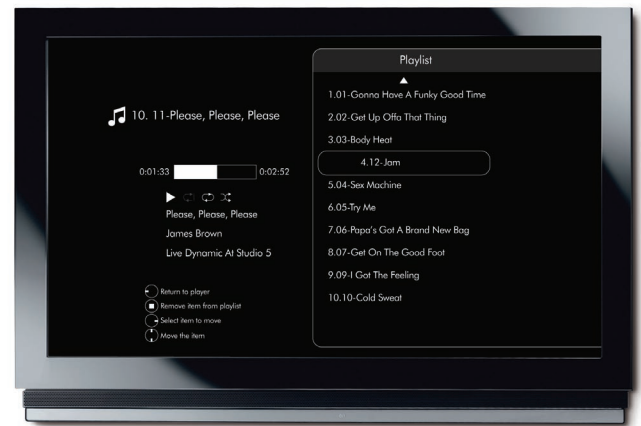 10. 11-Please, Please, Please
0:01:33
0:02:52
Please, Please, Please
James Brown
Live Dynamic At Studio 5
Return to player
Remove item from playlist
Select item to move
Move the item
Playlist
1.01-Gonna Have A Funky Good Time
2.02-Get Up Offa That Thing
3.03-Body Heat
4.12-Jam
5.04-Sex Machine
6.05-Try Me
7.06-Papa's Got A Brand New Bag
8.07-Get On The Good Foot
9.09-I Got The Feeling
10.10-Cold Sweat